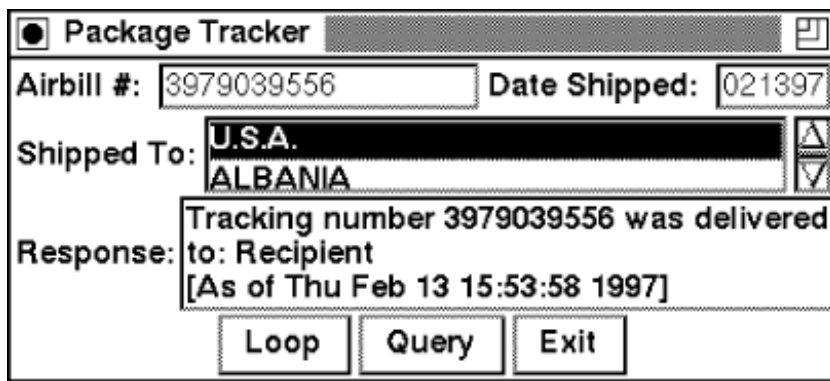 Package Tracker
Airbill #: 3979039556 Date Shipped: 021397
Shipped To: U.S.A.
ALBANIA
Tracking number 3979039556 was delivered
Response: to: Recipient
[As of Thu Feb 13 15:53:58 1997]
Loop Query Exit